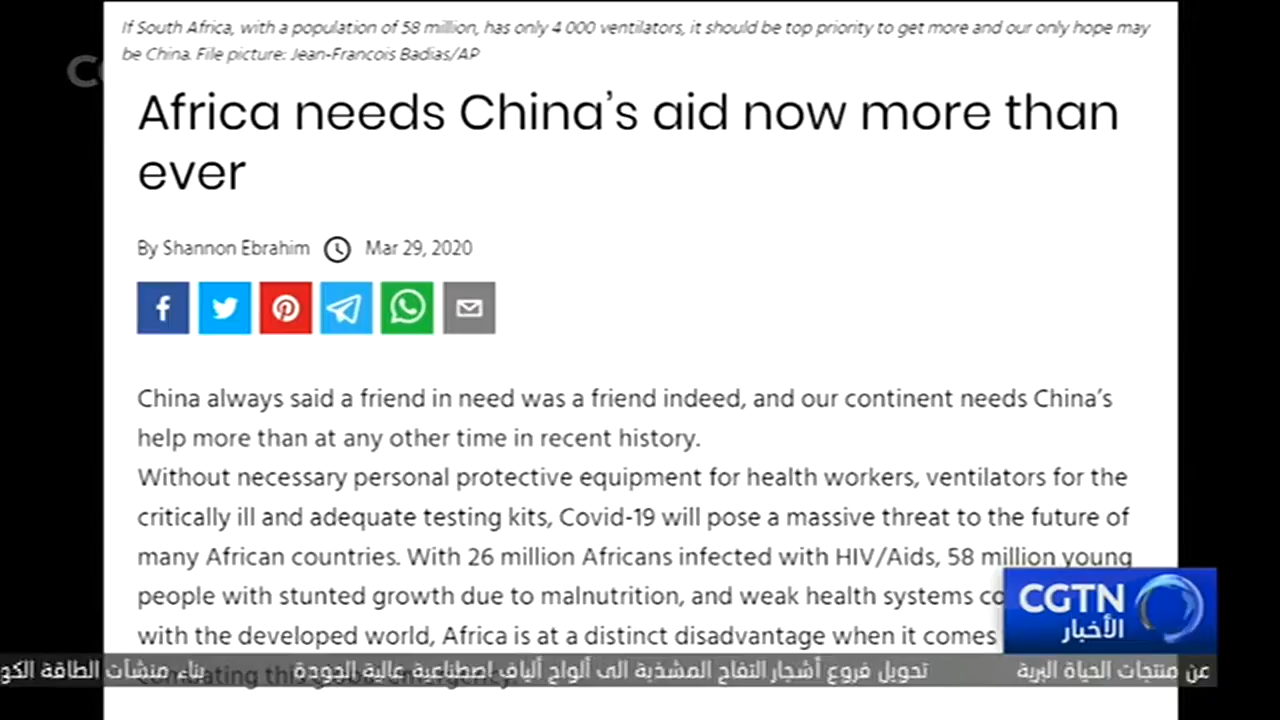 If South Africa, with a population of 58 million, has only 4 000 ventilators, it should be top priority to get more and our only hope may
be China. File picture: Jean-Francois Badias/AP
Africa needs China's aid now more than
ever
By Shannon Ebrahim Mar 29, 2020
China always said a friend in need was a friend indeed, and our continent needs China's
help more than at any other time in recent history.
Without necessary personal protective equipment for health workers, ventilators for the
critically ill and adequate testing kits, Covid-19 will pose a massive threat to the future of
many African countries. With 26 million Africans infected with HIV/Aids, 58 million young
people with stunted growth due to malnutrition, and weak health systems
with the developed world, Africa is at a distinct disadvantage when it comes
CGTN
الأخبار
عن منتجات الحياة البرية تحويل فروع أشجار التفاح المشذبة الى ألواح ألياف اصطناعية عالية الجودة بناء منشآت الطاقة